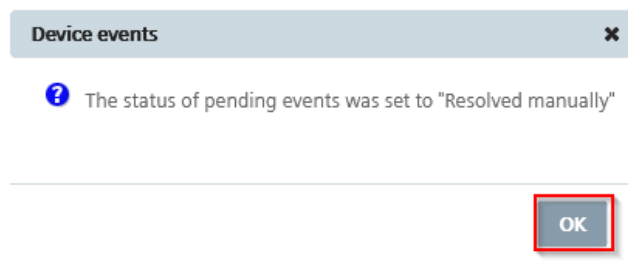 Device events
The status of pending events was set to "Resolved manually"
OK